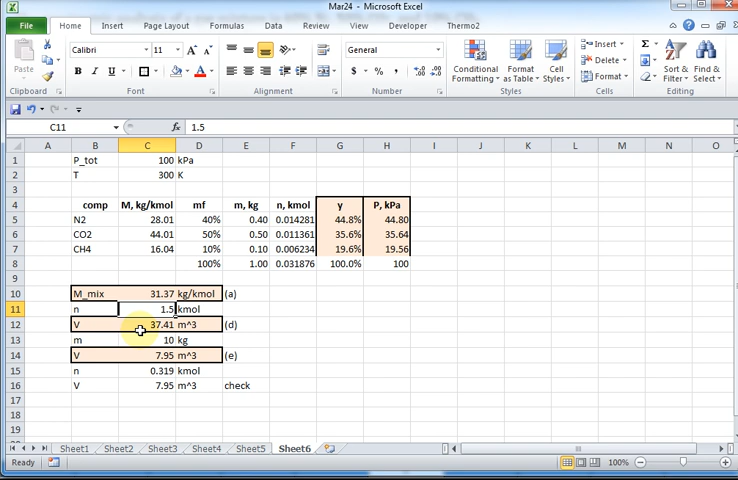 Mar24 - Microsoft Excel
File Home Insert Page Layout Formulas Data Review View Developer Thermo2
Paste
Clipboard
Calibri 11
B I U
Font
Alignment
General
$ % ,
Number
Conditional Formatting
Format as Table
Cell Styles
Styles
Insert
Delete
Format
Cells
Sort & Filter
Find & Select
Editing
C11 fx 1.5
A B C D E F G H I J K L M N O
1 P_tot 100 kPa
2 T 300 K
3
4 comp M, kg/kmol mf m, kg n, kmol y P, kPa
5 N2 28.01 40% 0.40 0.014281 44.8% 44.80
6 CO2 44.01 50% 0.50 0.011361 35.6% 35.64
7 CH4 16.04 10% 0.10 0.006234 19.6% 19.56
8 100% 1.00 0.031876 100.0% 100
9
10 M_mix 31.37 kg/kmol (a)
11 n 1.5 kmol
12 V 37.41 m^3 (d)
13 m 10 kg
14 V 7.95 m^3 (e)
15 n 0.319 kmol
16 V 7.95 m^3 check
17
18
19
Sheet1 Sheet2 Sheet3 Sheet4 Sheet5 Sheet6
Ready 100%